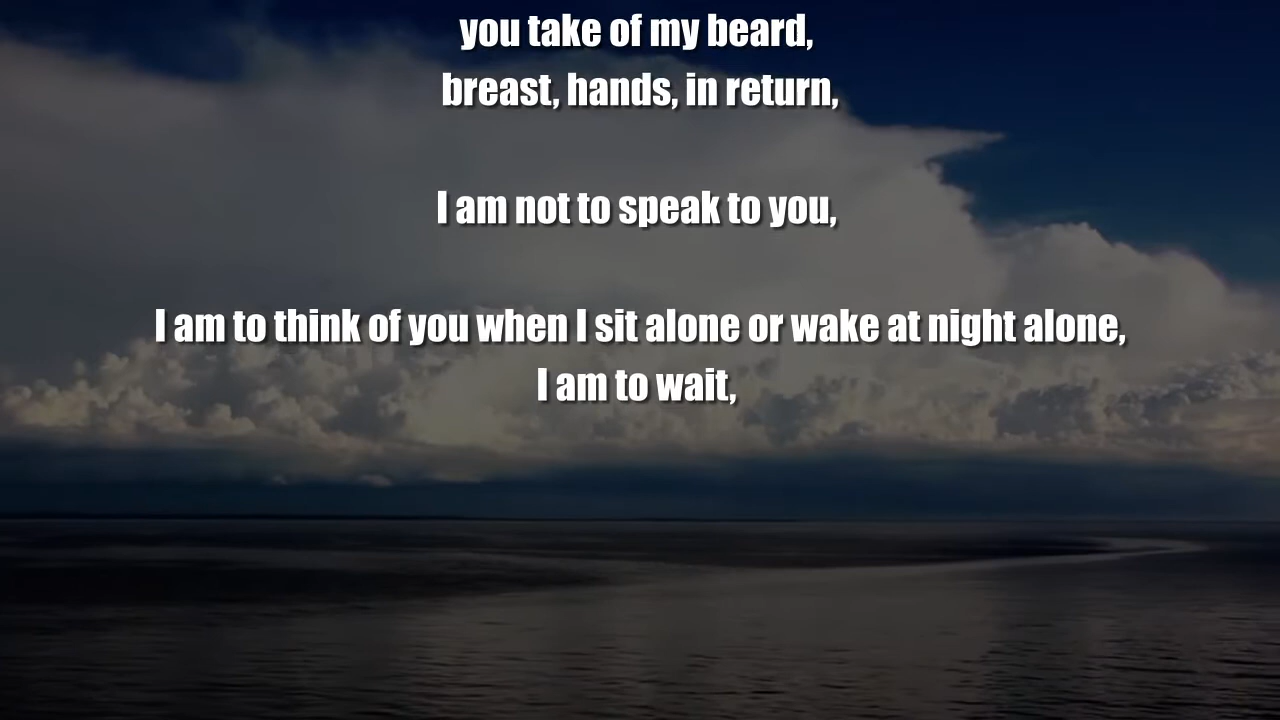 you take of my beard,
breast, hands, in return,
I am not to speak to you,
I am to think of you when I sit alone or wake at night alone,
I am to wait,